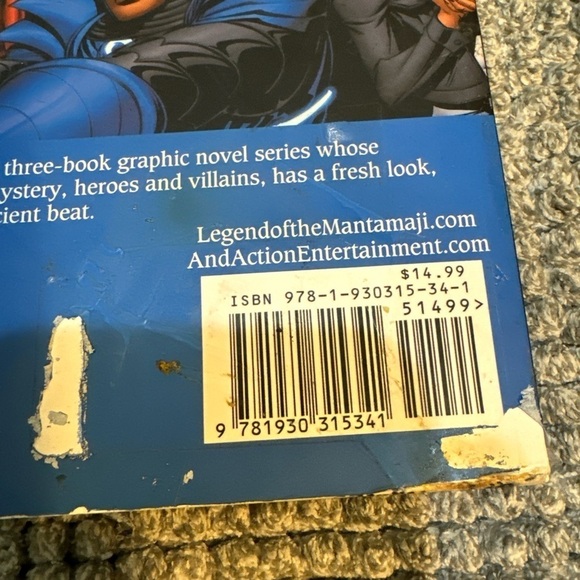 three-book graphic novel series whose
ystery, heroes and villains, has a fresh look,
cient beat.
LegendoftheMantamaji.com
AndActionEntertainment.com
$14.99
ISBN 978-1-930315-34-1
51499>
9 781930 315341